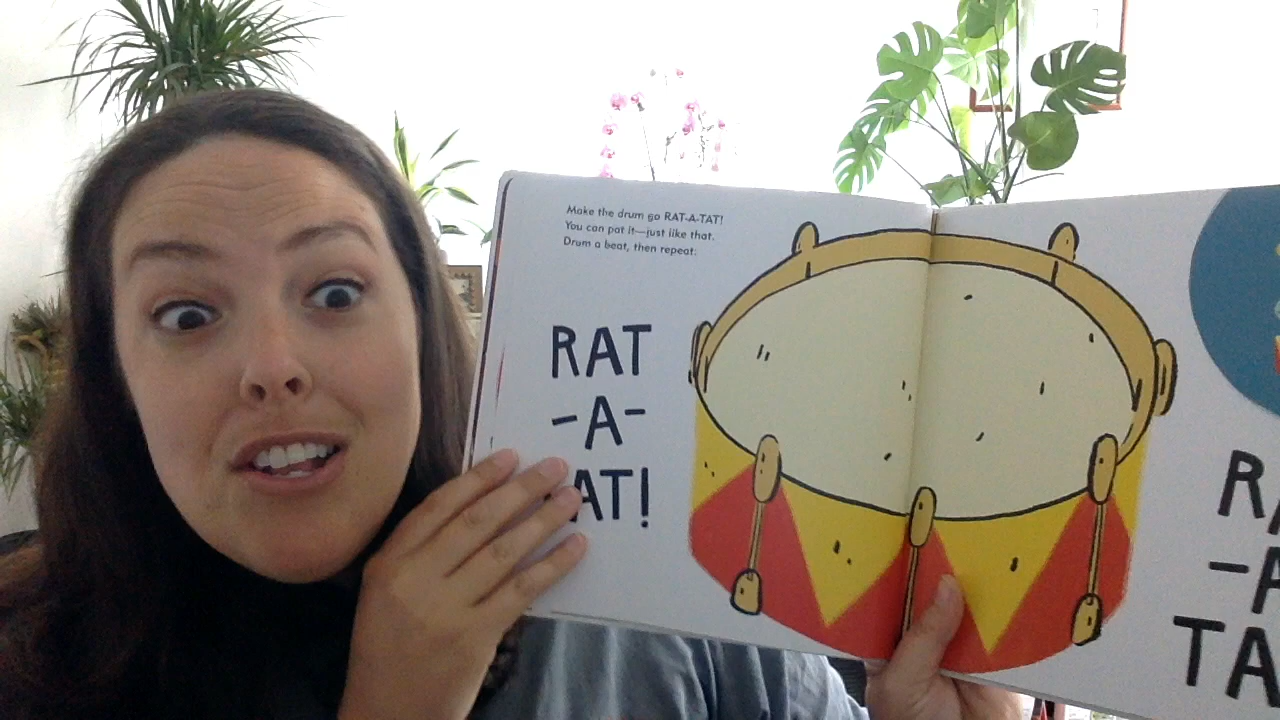 Make the drum go RAT-A-TAT!
You can pat it—just like that.
Drum a beat, then repeat:
RAT
-A-
AT!
RA
-A
TA